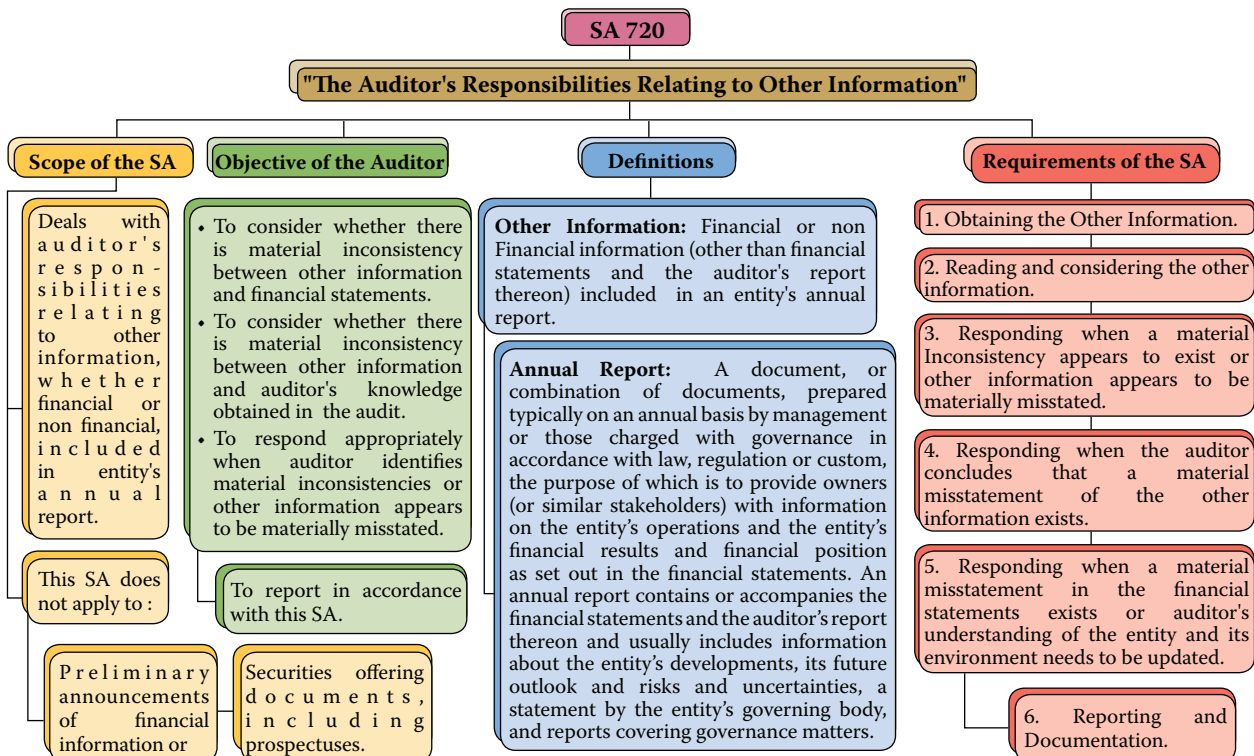 SA 720
"The Auditor's Responsibilities Relating to Other Information"
Scope of the SA
Deals with
auditor's
respon-
sibilities
relating
to other
information,
whether
financial or
non financial,
included
in entity's
annual
report.
This SA does
not apply to :
Preliminary
announcements
of financial
information or
Securities offering
documents,
including
prospectuses.
Objective of the Auditor
• To consider whether there
is material inconsistency
between other information
and financial statements.
• To consider whether there
is material inconsistency
between other information
and auditor's knowledge
obtained in the audit.
• To respond appropriately
when auditor identifies
material inconsistencies or
other information appears
to be materially misstated.
To report in accordance
with this SA.
Definitions
Other Information: Financial or non
Financial information (other than financial
statements and the auditor's report
thereon) included in an entity's annual
report.
Annual Report: A document, or
combination of documents, prepared
typically on an annual basis by management
or those charged with governance in
accordance with law, regulation or custom,
the purpose of which is to provide owners
(or similar stakeholders) with information
on the entity's operations and the entity's
financial results and financial position
as set out in the financial statements. An
annual report contains or accompanies the
financial statements and the auditor's report
thereon and usually includes information
about the entity's developments, its future
outlook and risks and uncertainties, a
statement by the entity's governing body,
and reports covering governance matters.
Requirements of the SA
1. Obtaining the Other Information.
2. Reading and considering the other
information.
3. Responding when a material
Inconsistency appears to exist or
other information appears to be
materially misstated.
4. Responding when the auditor
concludes that a material
misstatement of the other
information exists.
5. Responding when a material
misstatement in the financial
statements exists or auditor's
understanding of the entity and its
environment needs to be updated.
6. Reporting and
Documentation.